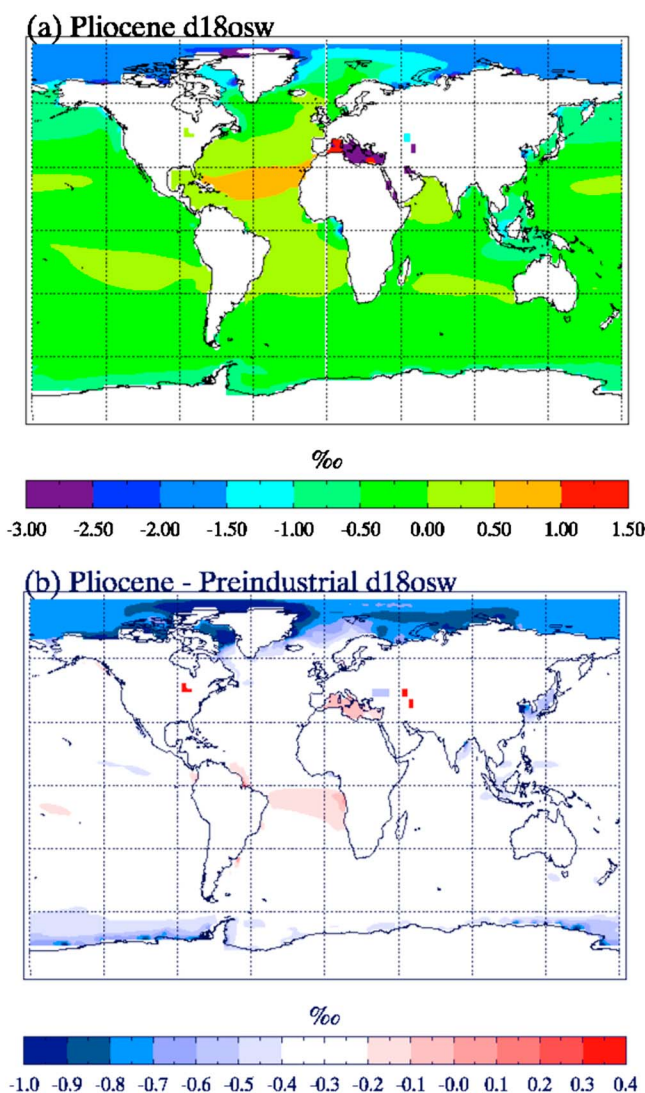 (a) Pliocene d18osw
‰
-3.00 -2.50 -2.00 -1.50 -1.00 -0.50 0.00 0.50 1.00 1.50
(b) Pliocene - Preindustrial d18osw
‰
-1.0 -0.9 -0.8 -0.7 -0.6 -0.5 -0.4 -0.3 -0.2 -0.1 -0.0 0.2 0.3 0.4